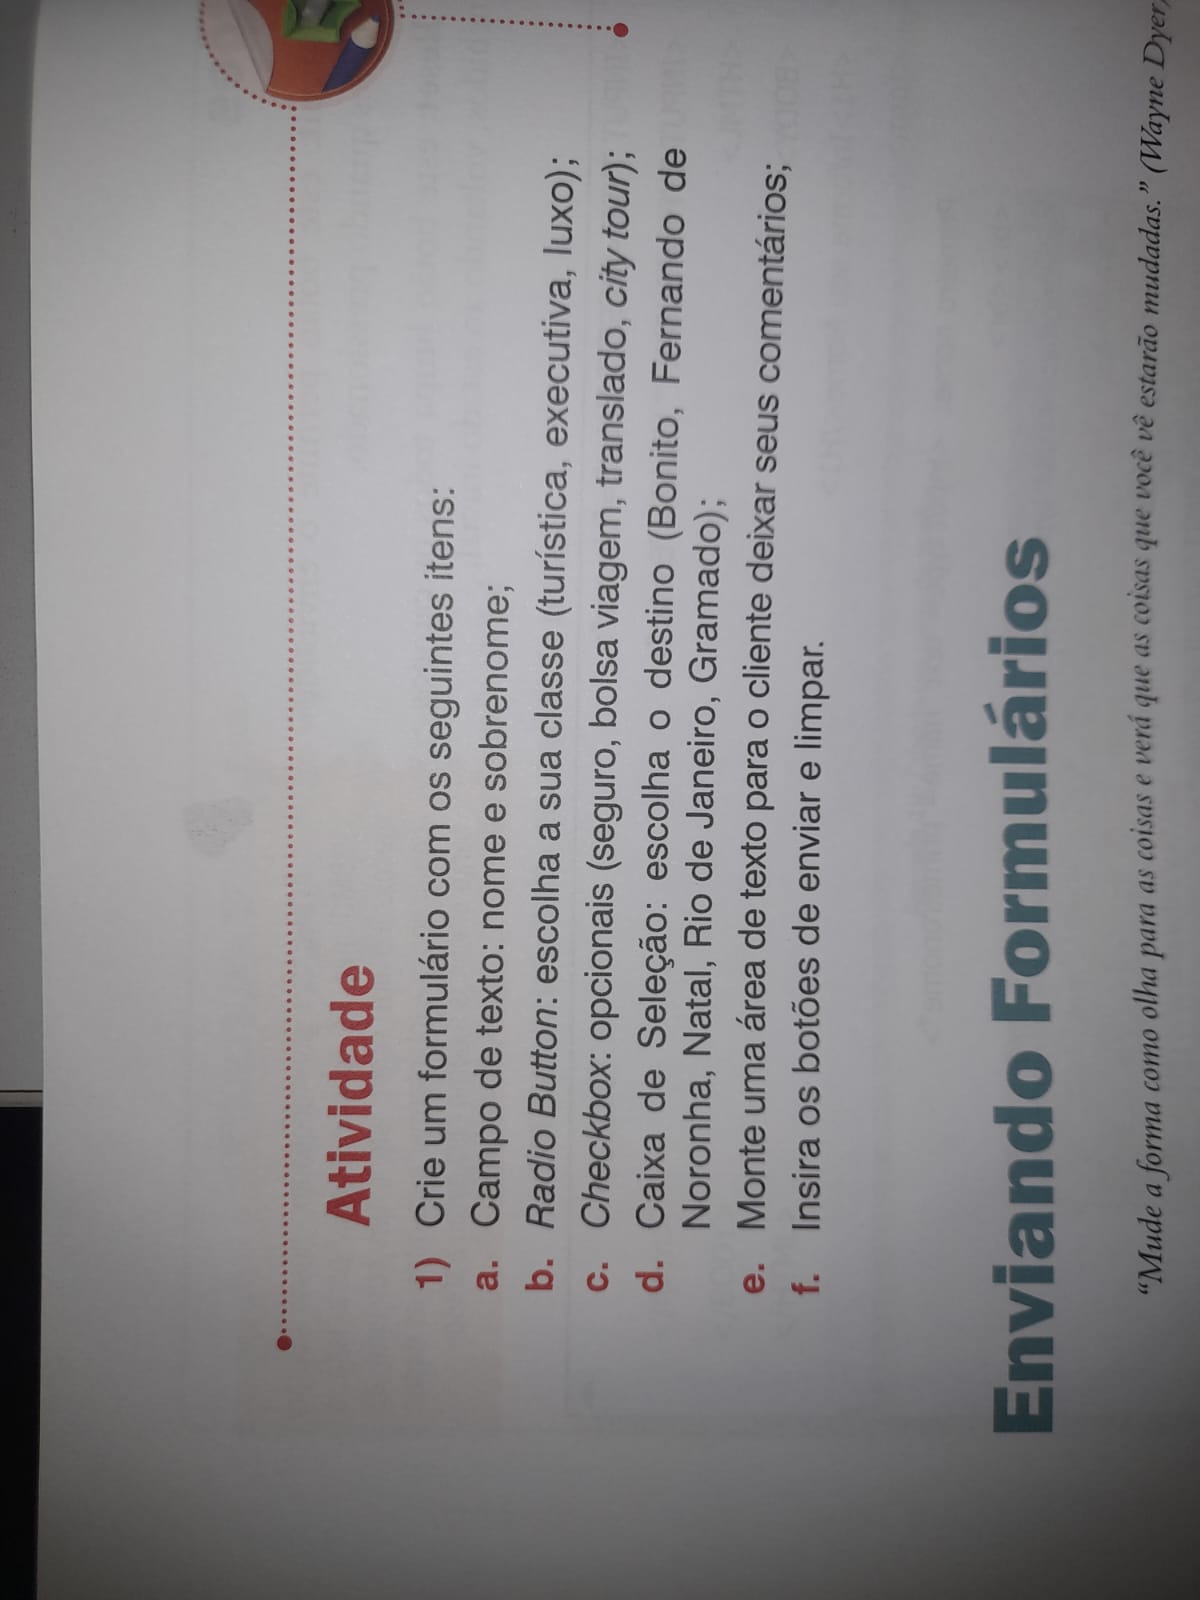 Atividade
1) Crie um formulário com os seguintes itens:
a. Campo de texto: nome e sobrenome;
b. Radio Button: escolha a sua classe (turística, executiva, luxo);
c. Checkbox: opcionais (seguro, bolsa viagem, translado, city tour);
d. Caixa de Seleção: escolha o destino (Bonito, Fernando de
Noronha, Natal, Rio de Janeiro, Gramado);
e. Monte uma área de texto para o cliente deixar seus comentários;
f. Insira os botões de enviar e limpar.
Enviando Formulários
“Mude a forma como olha para as coisas e verá que as coisas que você vê estarão mudadas.” (Wayne Dyer,